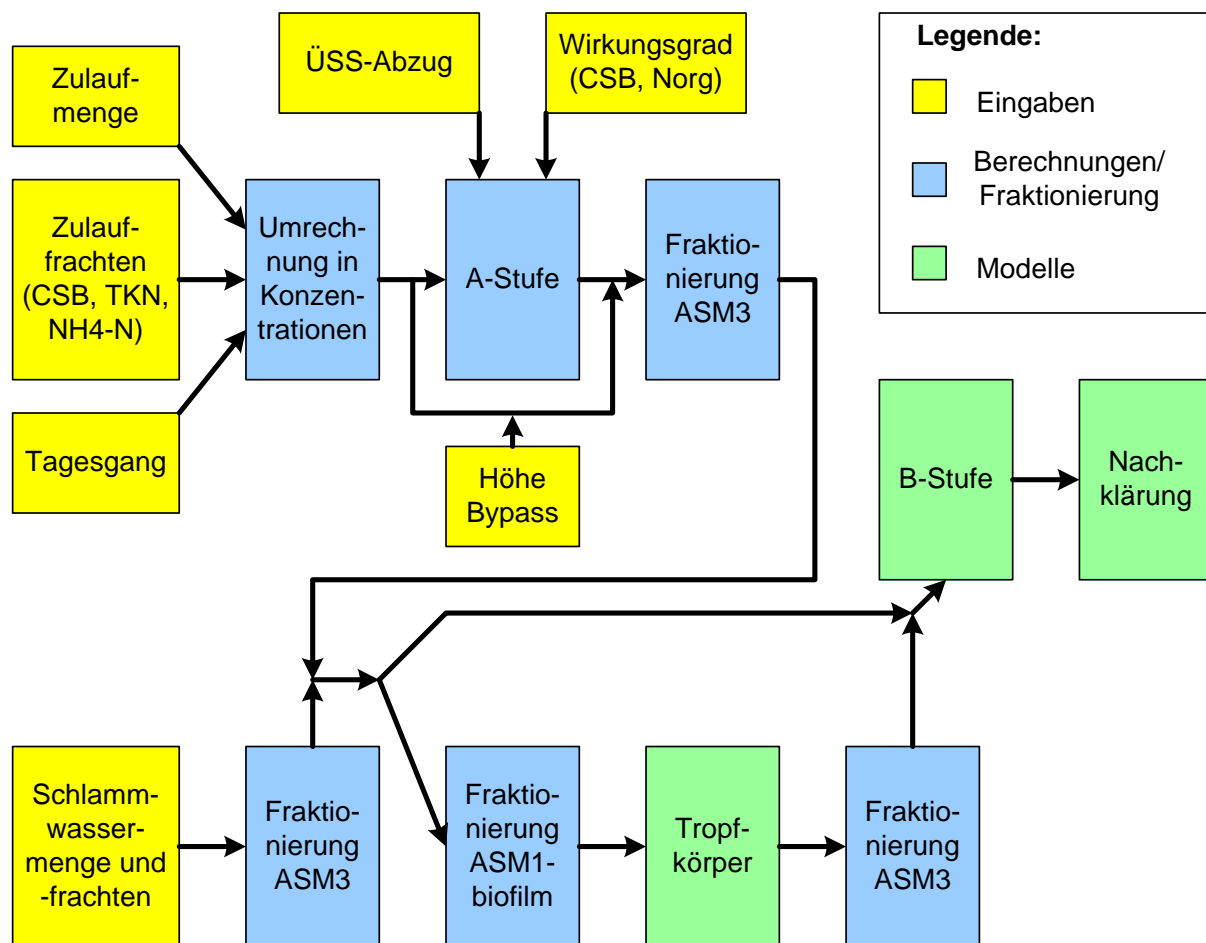 Zulauf-
menge
ÜSS-Abzug
Wirkungsgrad
(CSB, Norg)
Legende:
Eingaben
Berechnungen/
Fraktionierung
Modelle
Zulauf-
frachten
(CSB, TKN,
NH4-N)
Umrech-
nung in
Konzen-
trationen
A-Stufe
Fraktio-
nierung
ASM3
Tagesgang
Höhe
Bypass
B-Stufe
Nach-
klärung
Schlamm-
wasser-
menge und
-frachten
Fraktio-
nierung
ASM3
Fraktio-
nierung
ASM1-
biofilm
Tropf-
körper
Fraktio-
nierung
ASM3